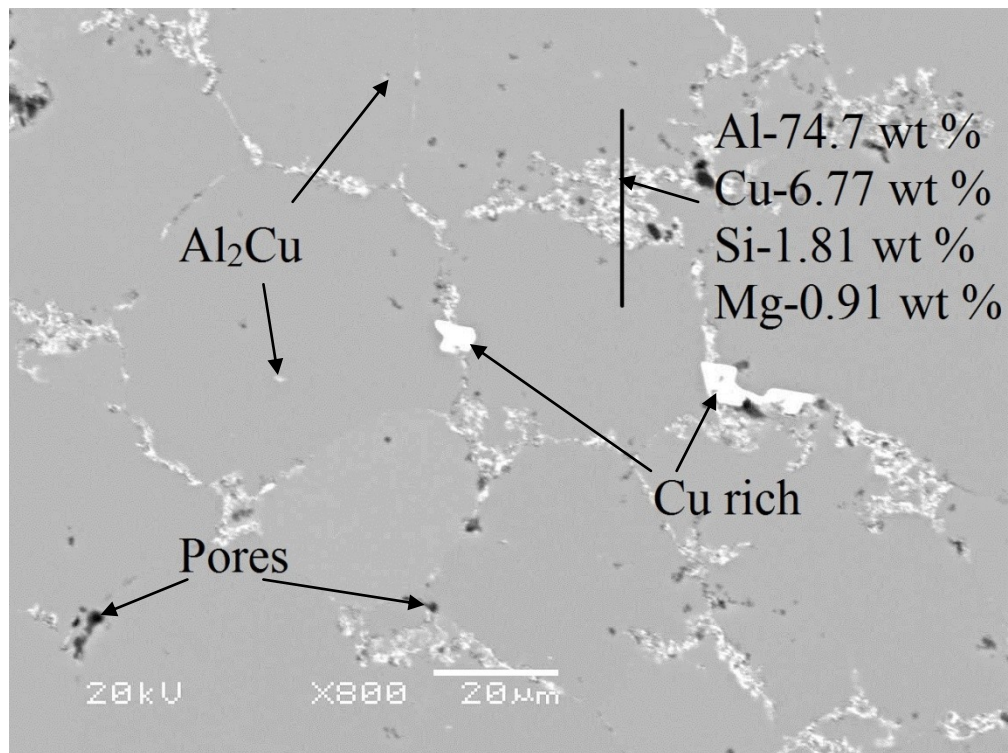 Al-74.7 wt %
Cu-6.77 wt %
Si-1.81 wt %
Mg-0.91 wt %
Al₂Cu
Cu rich
Pores
20kV X800 20μm